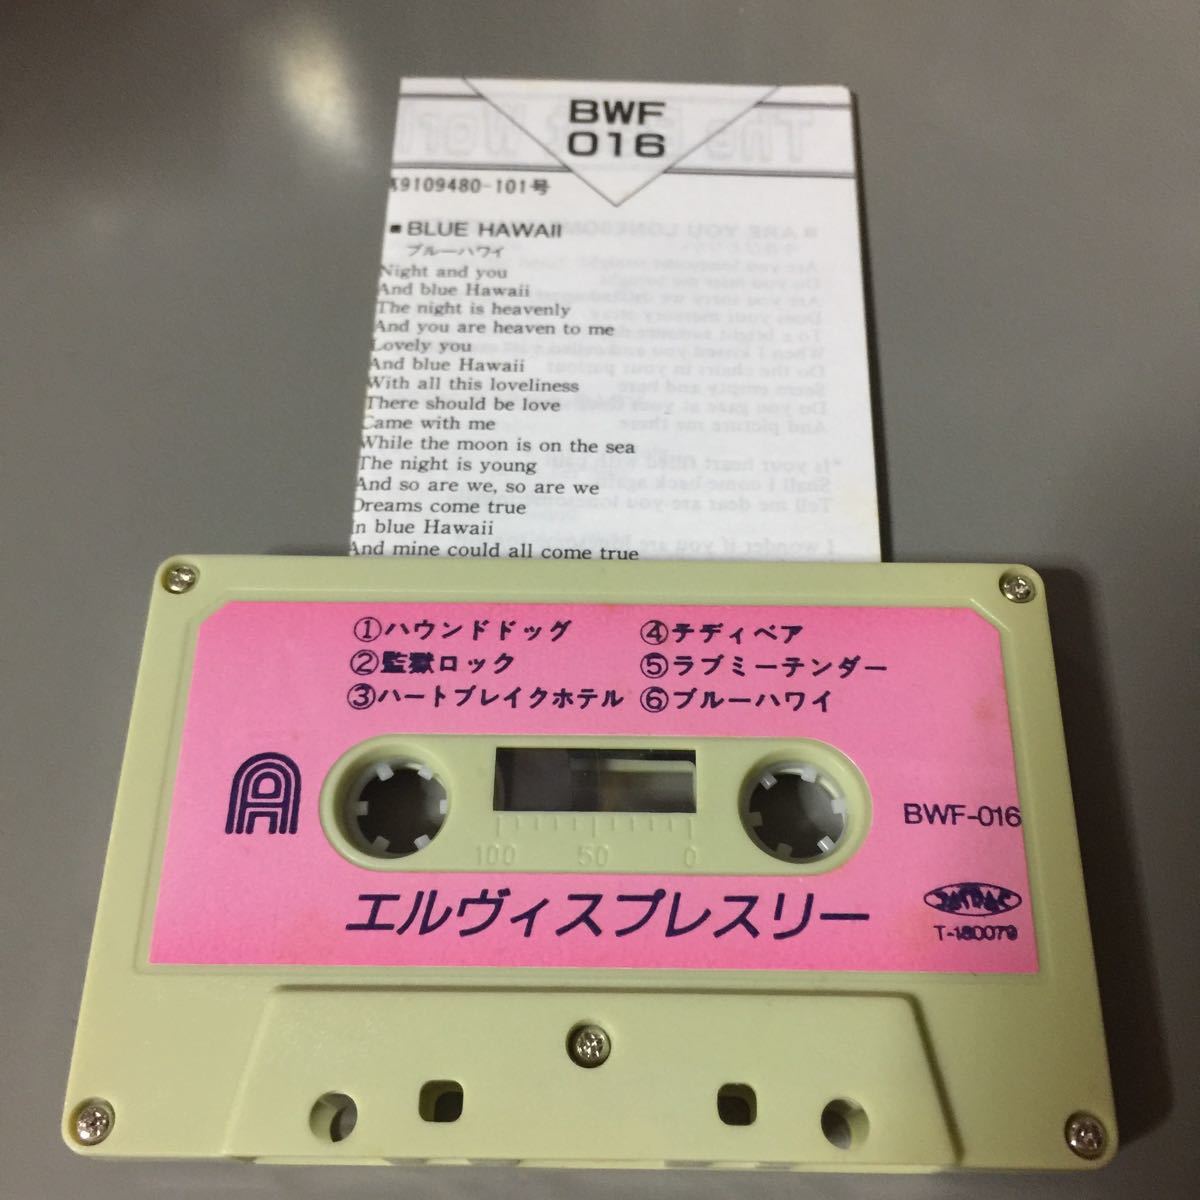 BWF
016
9109480-101号
■BLUE HAWAII
ブルーハワイ
Night and you
And blue Hawaii
The night is heavenly
And you are heaven to me
Lovely you
And blue Hawaii
With all this loveliness
There should be love
Came with me
While the moon is on the sea
The night is young
And so are we, so are we
Dreams come true
In blue Hawaii
And mine could all come true
①ハウンドドッグ
②監獄ロック
③ハートブレイクホテル
④テディベア
⑤ラブミーテンダー
⑥ブルーハワイ
A
BWF-016
100 50 0
エルヴィスプレスリー
T-180079